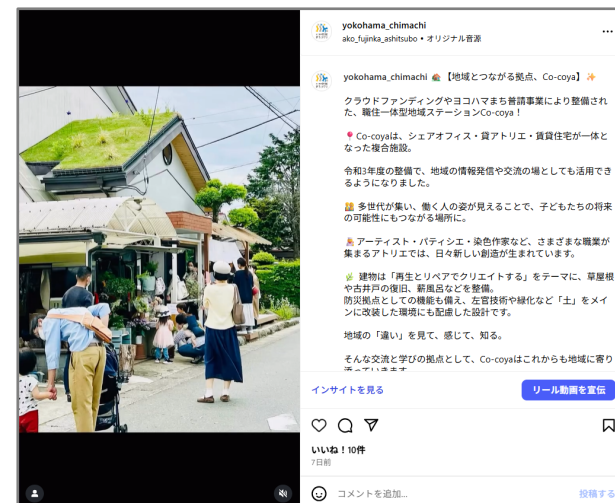 yokohama_chimachi
ako_fujinka_ashitsubo • オリジナル音源
yokohama_chimachi 🏡【地域とつながる拠点、Co-coya】✨
クラウドファンディングやヨコハマまち普請事業により整備され
た、職住一体型地域ステーションCo-coya！
📍Co-coyaは、シェアオフィス・貸アトリエ・賃貸住宅が一体と
なった複合施設。
令和3年度の整備で、地域の情報発信や交流の場としても活用でき
るようになりました。
多世代が集い、働く人の姿が見えることで、子どもたちの将来
の可能性にもつながる場所に。
アーティスト・パティシエ・染色作家など、さまざまな職業が
集まるアトリエでは、日々新しい創造が生まれています。
🌿 建物は「再生とリペアでクリエイトする」をテーマに、草屋根
や古井戸の復旧、薪風呂などを整備。
防災拠点としての機能も備え、左官技術や緑化など「土」をメイ
ンに改装した環境にも配慮した設計です。
地域の「違い」を見て、感じて、知る。
そんな交流と学びの拠点として、Co-coyaはこれからも地域に寄り
添っていきます
インサイトを見る
リール動画を宣伝
いいね！10件
7日前
コメントを追加...
投稿する